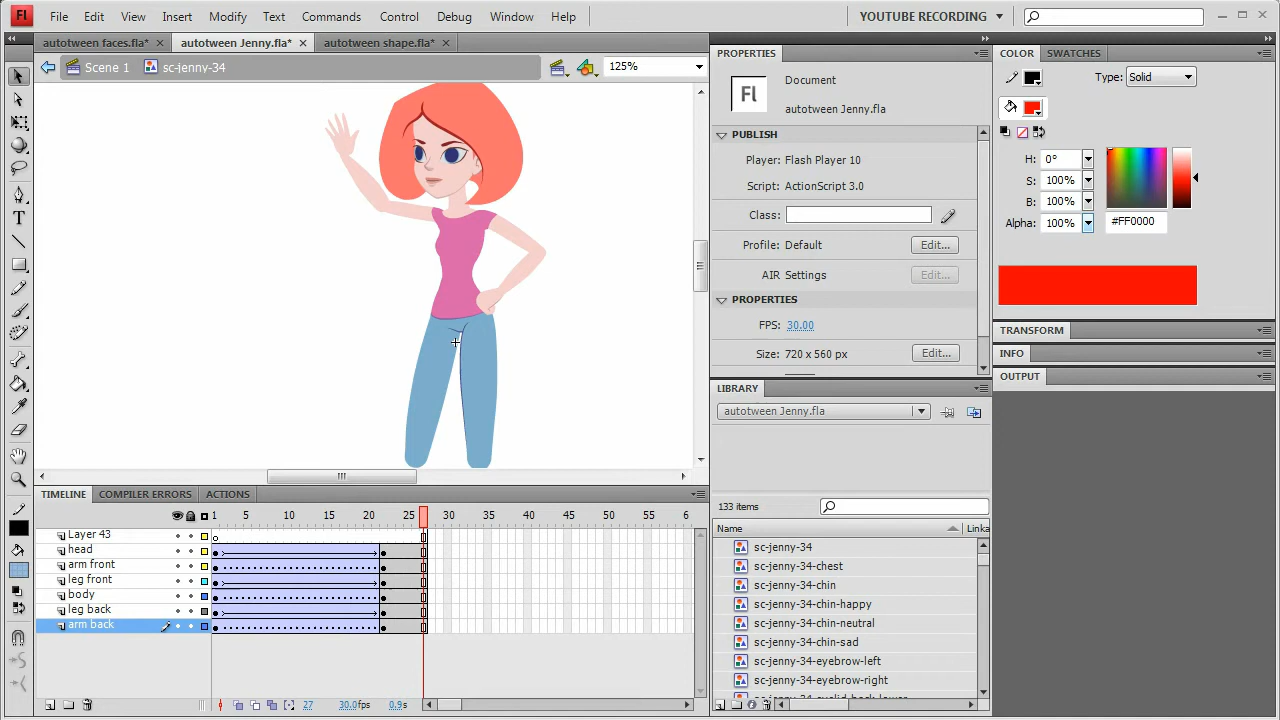 Fl File Edit View Insert Modify Text Commands Control Debug Window Help YOUTUBE RECORDING
autotween faces.fla* × autotween Jenny.fla* × autotween shape.fla* ×
Scene 1 sc-jenny-34 125%
PROPERTIES
Fl Document
autotween Jenny.fla
PUBLISH
Player: Flash Player 10
Script: ActionScript 3.0
Class:
Profile: Default Edit...
AIR Settings Edit...
PROPERTIES
FPS: 30.00
Size: 720 x 560 px Edit...
COLOR SWATCHES
Type: Solid
H: 0°
S: 100%
B: 100%
Alpha: 100% #FF0000
TRANSFORM
INFO
OUTPUT
LIBRARY
autotween Jenny.fla
133 items
Name Linka
sc-jenny-34
sc-jenny-34-chest
sc-jenny-34-chin
sc-jenny-34-chin-happy
sc-jenny-34-chin-neutral
sc-jenny-34-chin-sad
sc-jenny-34-eyebrow-left
sc-jenny-34-eyebrow-right
sc-jenny-34-eyelid-back-lower
TIMELINE COMPILER ERRORS ACTIONS
1 5 10 15 20 25 30 35 40 45 50 55 6
Layer 43
head
arm front
leg front
body
leg back
arm back
27 30.0fps 0.9s